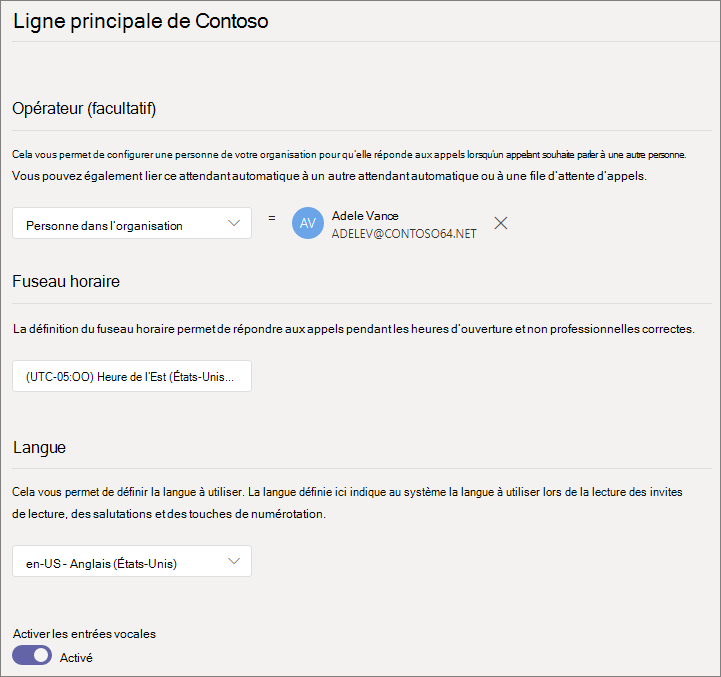 Ligne principale de Contoso
Opérateur (facultatif)
Cela vous permet de configurer une personne de votre organisation pour qu'elle réponde aux appels lorsqu'un appelant souhaite parler à une autre personne.
Vous pouvez également lier ce attendant automatique à un autre attendant automatique ou à une file d'attente d'appels.
Personne dans l'organisation
=
AV
Adele Vance
ADELEV@CONTOSO64.NET
Fuseau horaire
La définition du fuseau horaire permet de répondre aux appels pendant les heures d'ouverture et non professionnelles correctes.
(UTC-05:OO) Heure de l'Est (États-Unis...
Langue
Cela vous permet de définir la langue à utiliser. La langue définie ici indique au système la langue à utiliser lors de la lecture des invites
de lecture, des salutations et des touches de numérotation.
en-US - Anglais (États-Unis)
Activer les entrées vocales
Activé